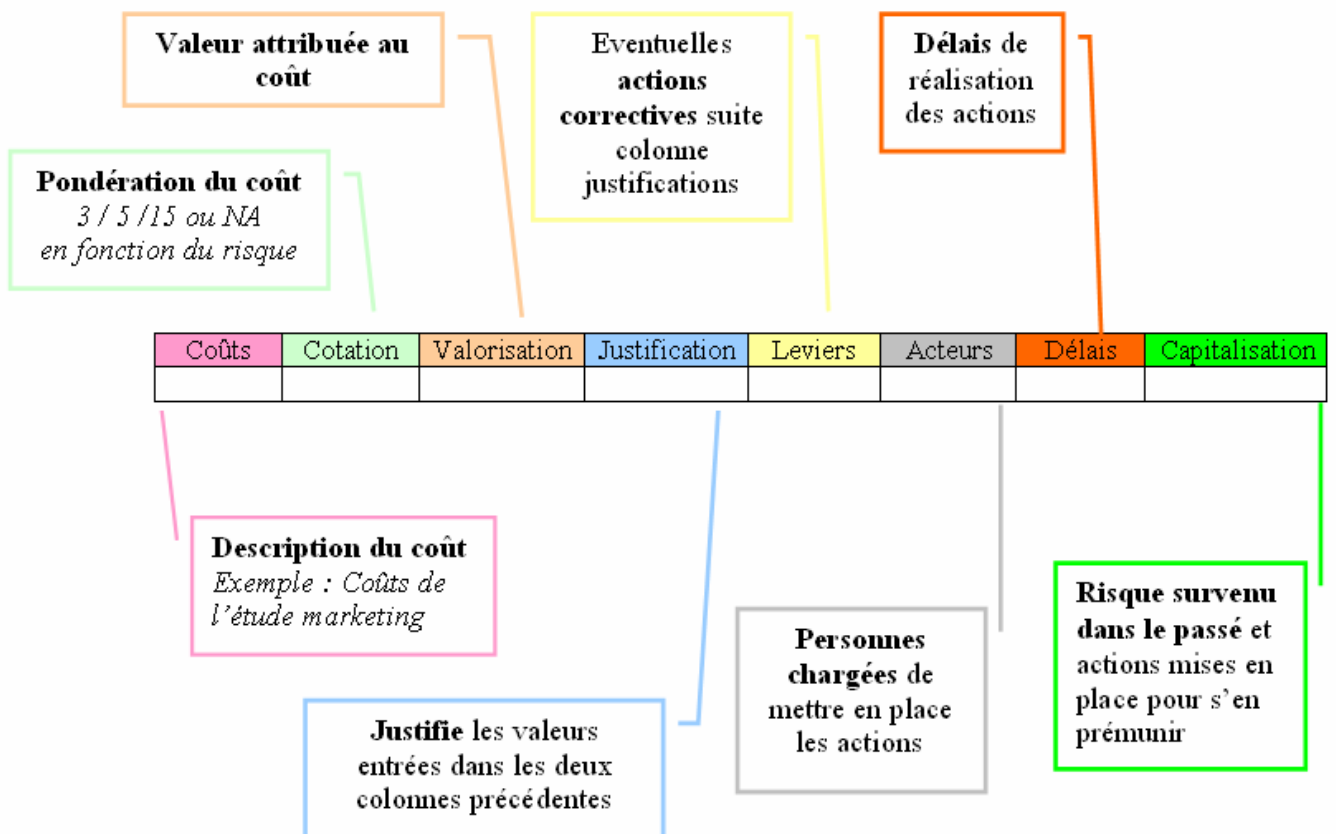 Valeur attribuée au
coût
Eventuelles
actions
correctives suite
colonne
justifications
Délais de
réalisation
des actions
Pondération du coût
3 / 5 /15 ou NA
en fonction du risque
Coûts Cotation Valorisation Justification Leviers Acteurs Délais Capitalisation
Description du coût
Exemple : Coûts de
l'étude marketing
Justifie les valeurs
entrées dans les deux
colonnes précédentes
Personnes
chargées de
mettre en place
les actions
Risque survenu
dans le passé et
actions mises en
place pour s'en
prémunir